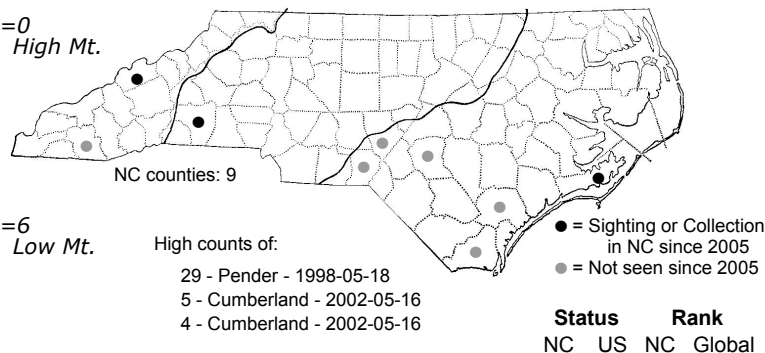 =0
High Mt.
NC counties: 9
=6
Low Mt.
High counts of:
29 - Pender - 1998-05-18
5 - Cumberland - 2002-05-16
4 - Cumberland - 2002-05-16
= Sighting or Collection
in NC since 2005
= Not seen since 2005
Status Rank
NC US NC Global